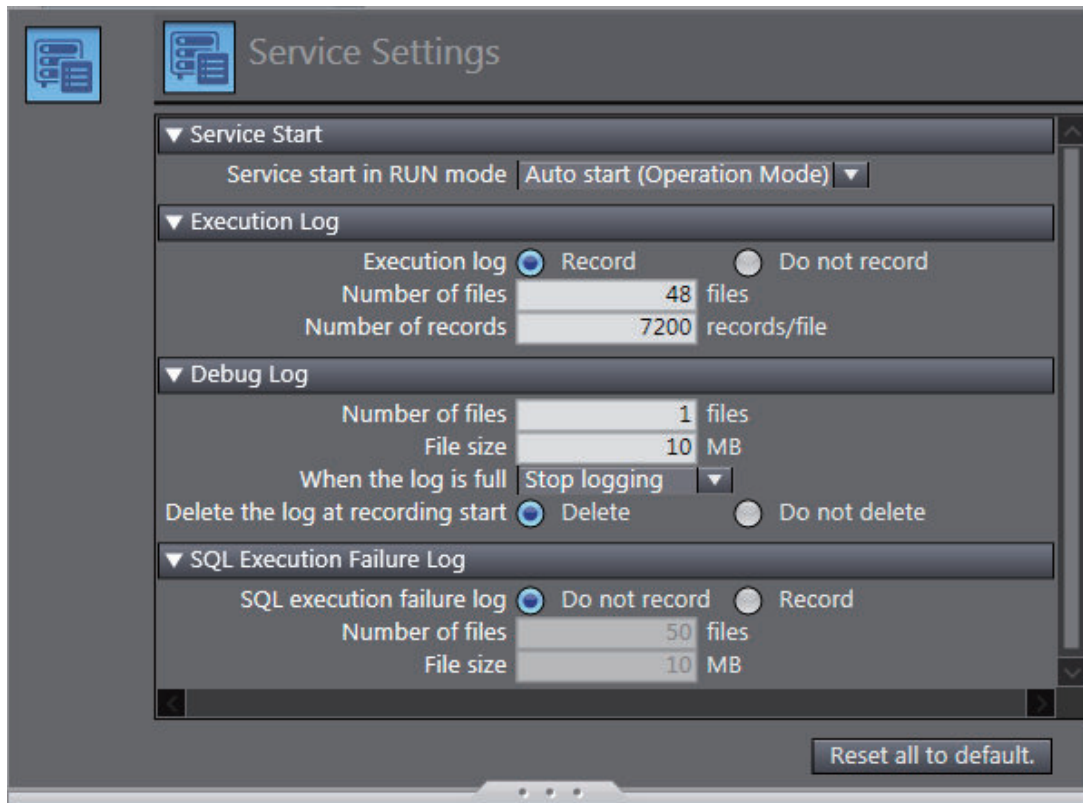 Service Settings
Service Start
Service start in RUN mode Auto start (Operation Mode)
Execution Log
Execution log Record Do not record
Number of files 48 files
Number of records 7200 records/file
Debug Log
Number of files 1 files
File size 10 MB
When the log is full Stop logging
Delete the log at recording start Delete Do not delete
SQL Execution Failure Log
SQL execution failure log Do not record Record
Number of files 50 files
File size 10 MB
Reset all to default.